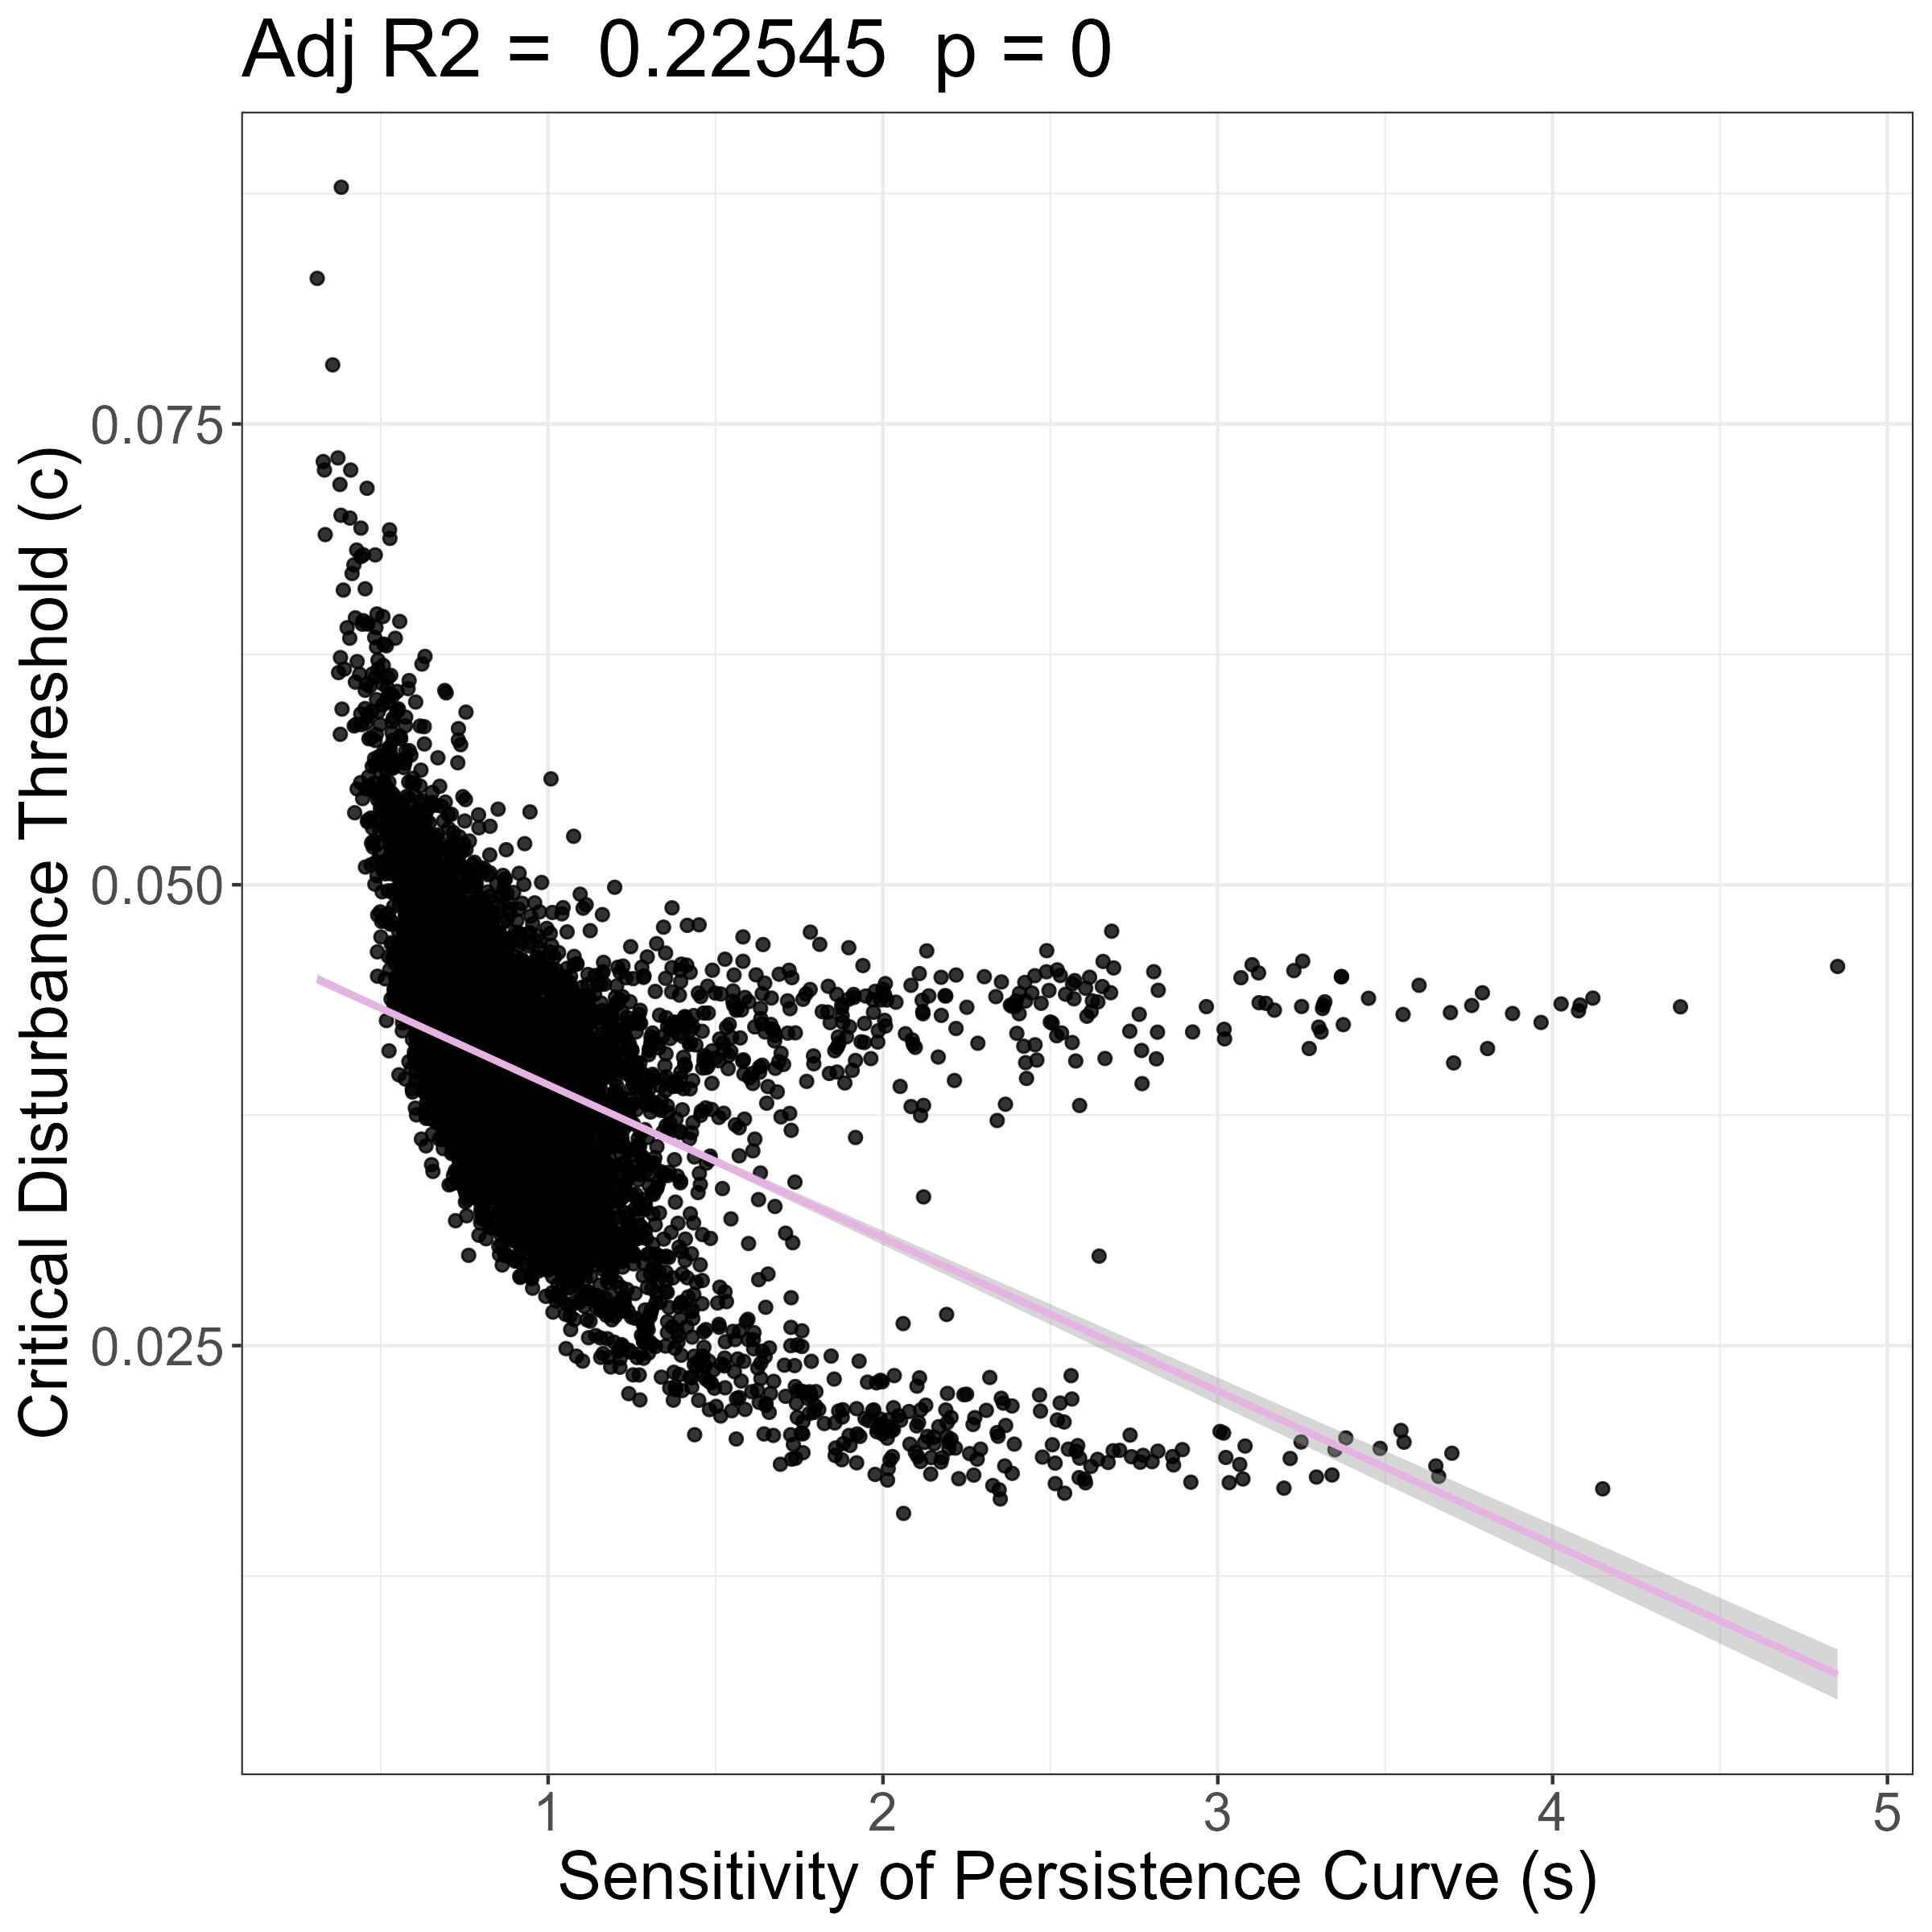 Adj R2 = 0.22545 p = 0
Critical Disturbance Threshold (c)
0.075
0.050
0.025
1 2 3 4 5
Sensitivity of Persistence Curve (s)